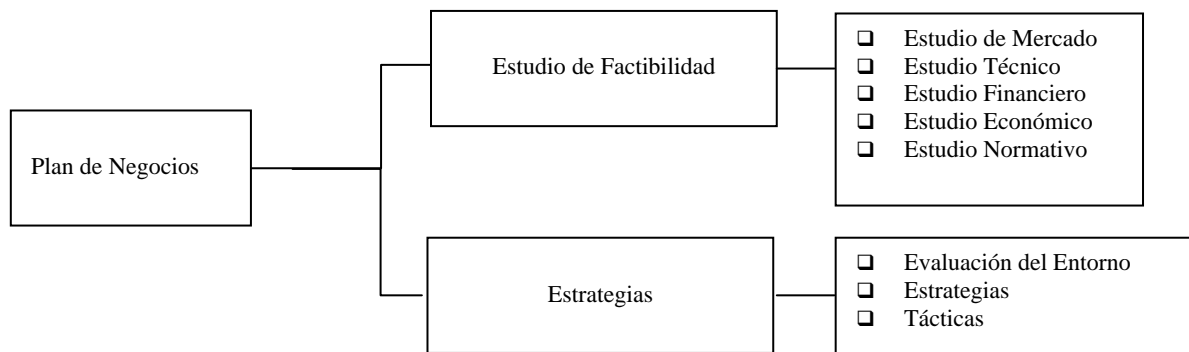 Plan de Negocios
Estudio de Factibilidad
❑ Estudio de Mercado
❑ Estudio Técnico
❑ Estudio Financiero
❑ Estudio Económico
❑ Estudio Normativo
Estrategias
❑ Evaluación del Entorno
❑ Estrategias
❑ Tácticas